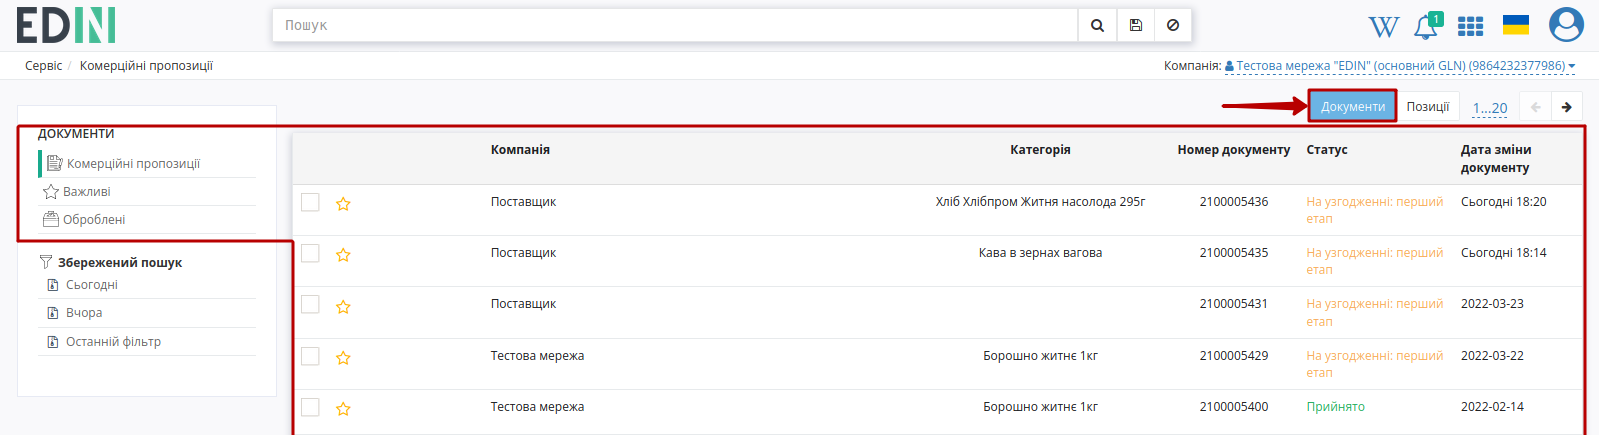 EDIN
Пошук
W
1
Сервіс / Комерційні пропозиції
Компанія: Тестова мережа "EDIN" (основний GLN) (9864232377986)
Документи Позиції 1...20
ДОКУМЕНТИ
Комерційні пропозиції
Важливі
Оброблені
Збережений пошук
Сьогодні
Вчора
Останній фільтр
Компанія Категорія Номер документу Статус Дата зміни
документу
Поставщик Хліб Хлібпром Житня насолода 295г 2100005436 На узгодженні: перший Сьогодні 18:20
етап
Поставщик Кава в зернах вагова 2100005435 На узгодженні: перший Сьогодні 18:14
етап
Поставщик 2100005431 На узгодженні: перший 2022-03-23
етап
Тестова мережа Борошно житнє 1кг 2100005429 На узгодженні: перший 2022-03-22
етап
Тестова мережа Борошно житнє 1кг 2100005400 Прийнято 2022-02-14